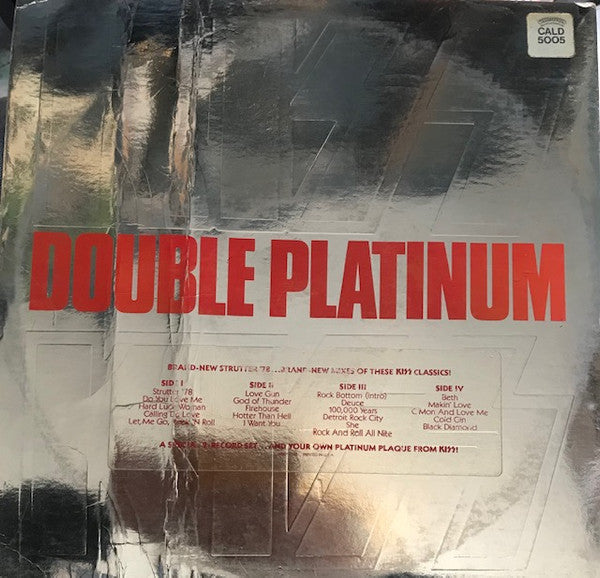 CALD
5005
DOUBLE PLATINUM
BRAND-NEW STRUTTER '78 ...BRAND-NEW MIXES OF THESE KISS CLASSICS!
SIDE I
Strutter '78
Do You Love Me
Hard Luck Woman
Calling Dr. Love
Let Me Go, Rock 'N Roll
SIDE II
Love Gun
God of Thunder
Firehouse
Hotter Than Hell
I Want You
SIDE III
Rock Bottom (Intro)
Deuce
100,000 Years
Detroit Rock City
She
Rock And Roll All Nite
SIDE IV
Beth
Makin' Love
C'Mon And Love Me
Cold Gin
Black Diamond
A SPECIAL 2-RECORD SET ... AND YOUR OWN PLATINUM PLAQUE FROM KISS!